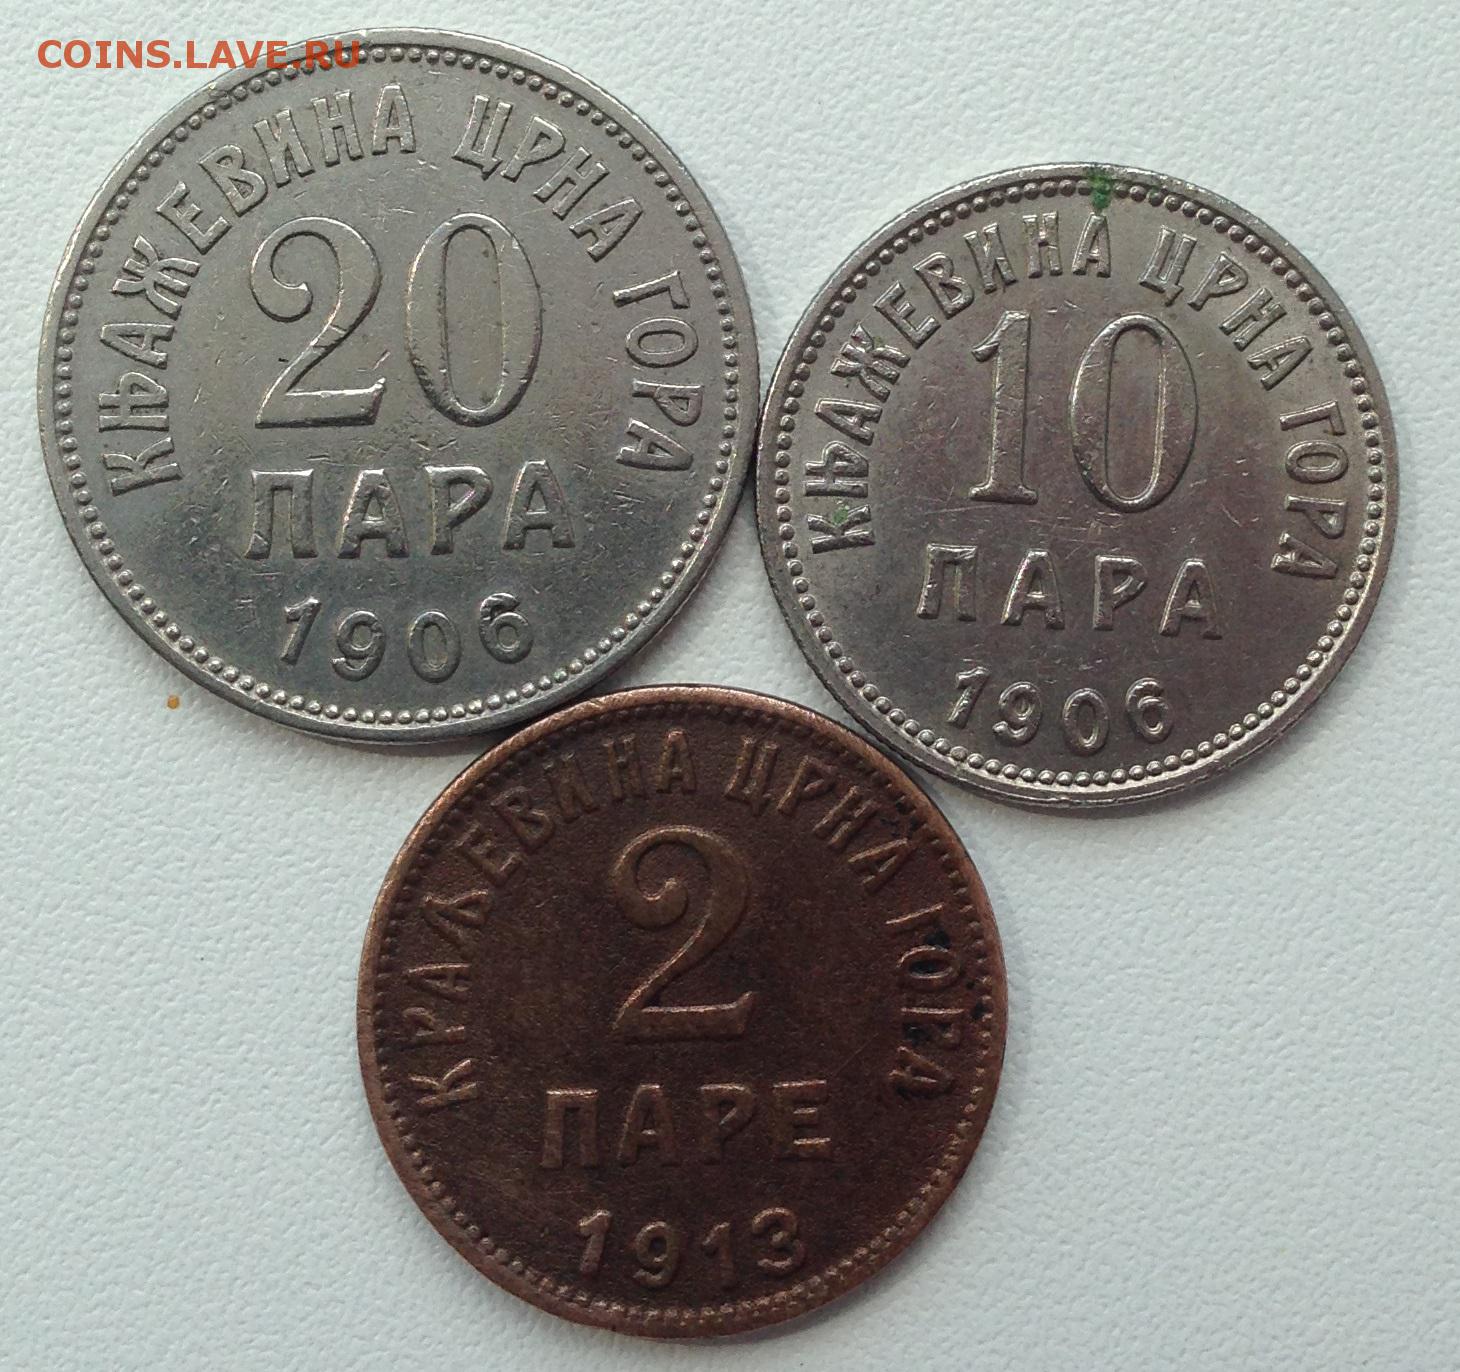 COINS.LAVE.RU
КЊАЖЕВИНА ЦРНА ГОРА
20
ПАРА
1906
КЊАЖЕВИНА ЦРНА ГОРА
10
ПАРА
1906
КРАЉЕВИНА ЦРНА ГОРА
2
ПАРЕ
1913